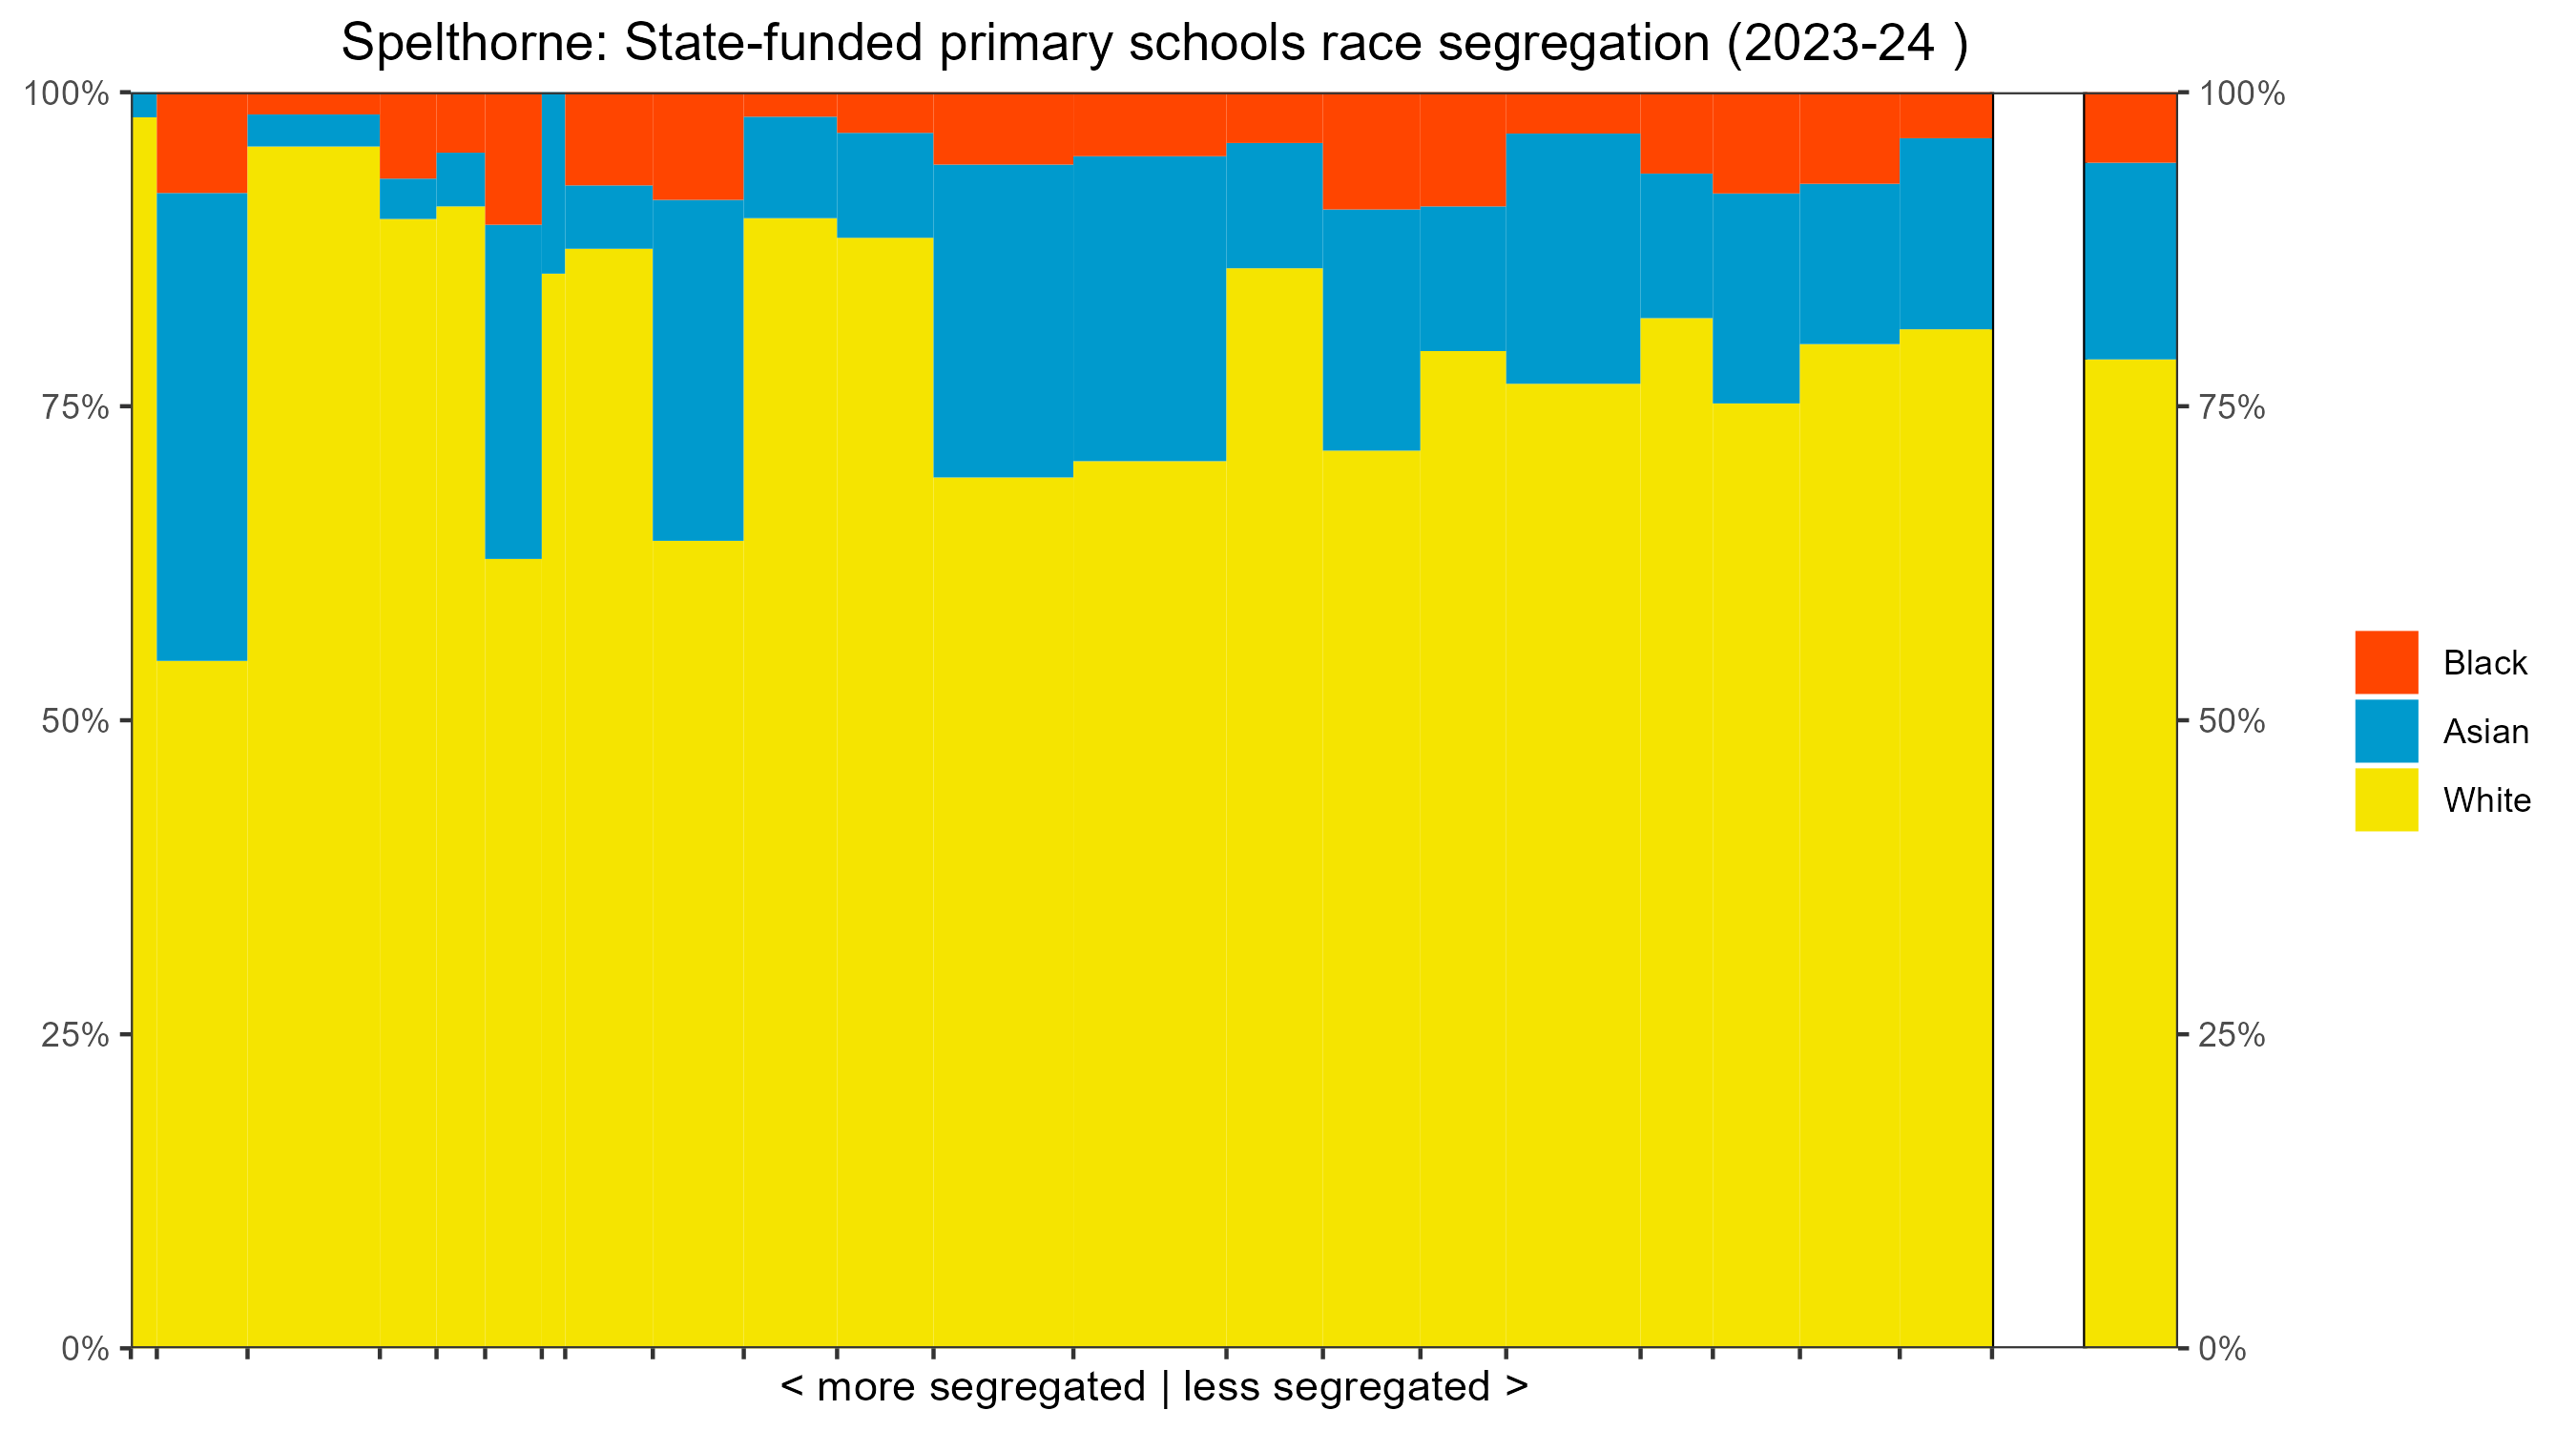 Spelthorne: State-funded primary schools race segregation (2023-24 )
100%
75%
50%
25%
0%
100%
75%
50%
25%
0%
Black
Asian
White
< more segregated | less segregated >